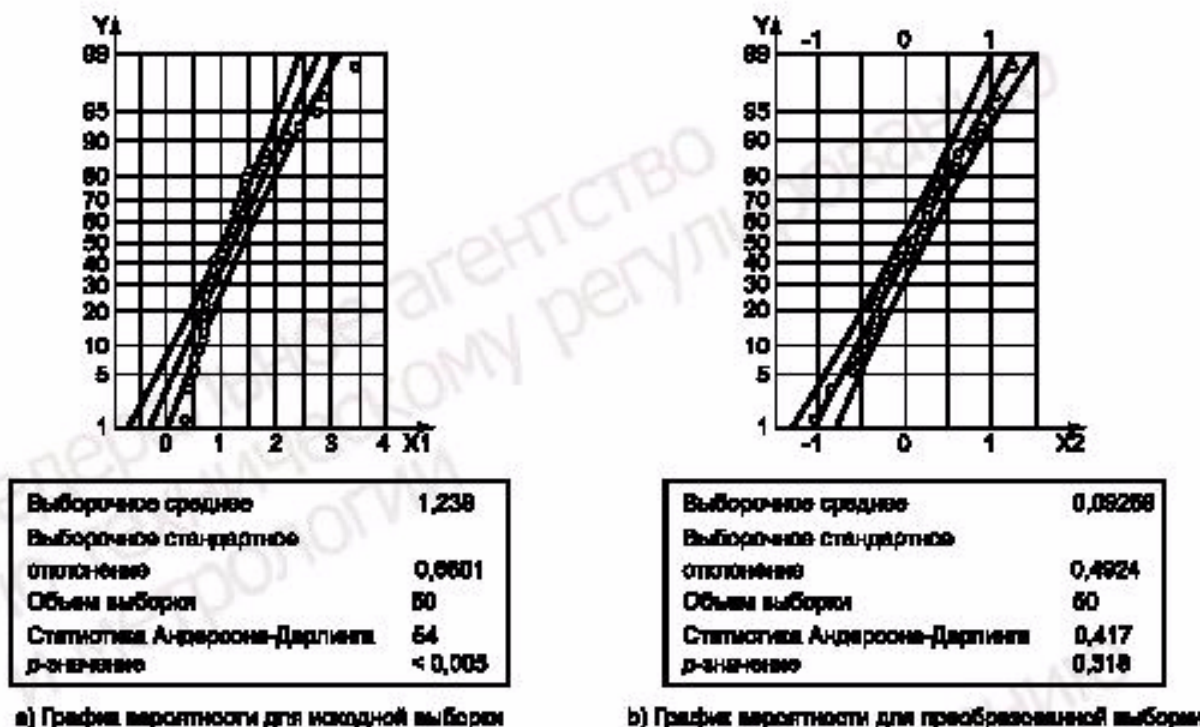 Y
99
95
90
80
70
60
50
40
30
20
10
5
1
0 1 2 3 4 X1
Выборочное среднее 1,238
Выборочное стандартное
отклонение
Объем выборки
Статистика Андерсона-Дарлинга 54
р-значение < 0,005
а) График вероятности для исходной выборки
Y
-1 0 1
99
95
90
80
70
60
50
40
30
20
10
5
1
-1 0 1 X2
Выборочное среднее
Выборочное стандартное
отклонение 0,4924
Объем выборки
Статистика Андерсона-Дарлинга 0,417
р-значение 0,318
b) График вероятности для преобразованной выборки
агентство